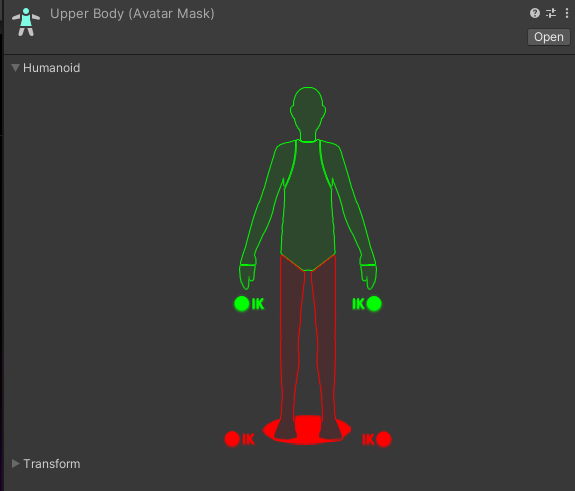 Upper Body (Avatar Mask)
Open
Humanoid
IK IK
IK IK
Transform